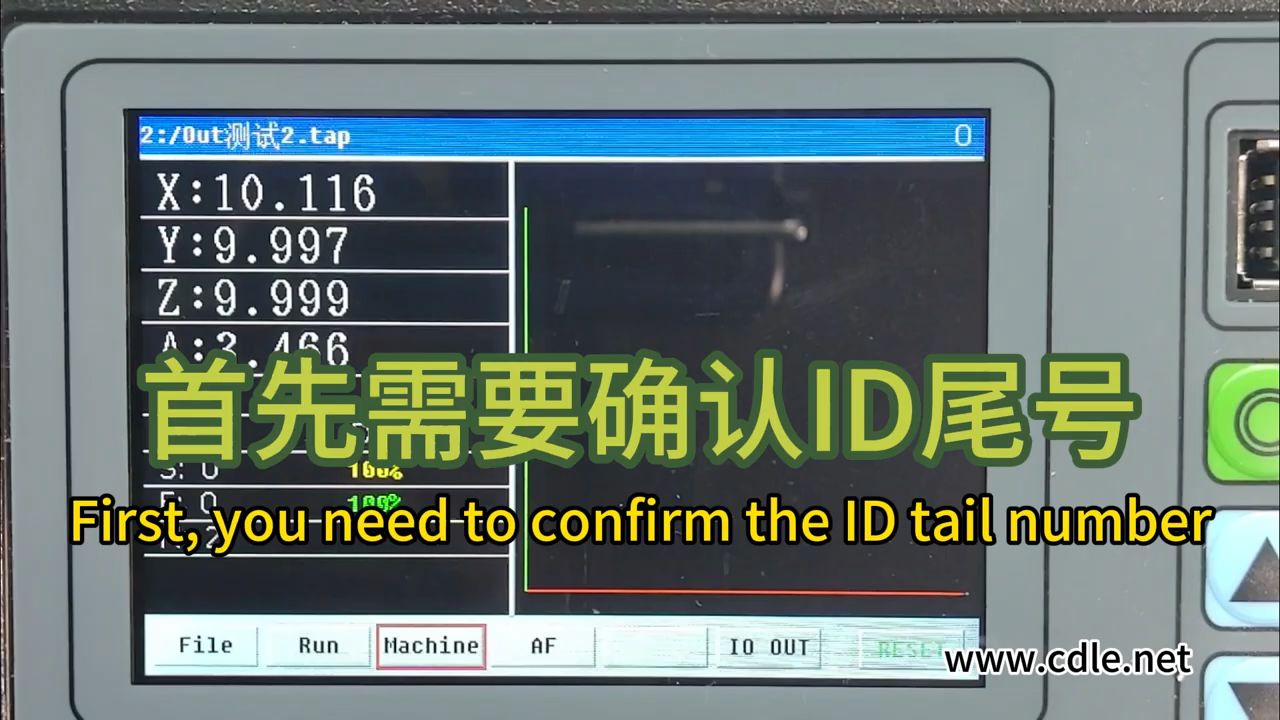 2:/Out测试2.tap 0
X:10.116
Y:9.997
Z:9.999
A:3.466
首先需要确认ID尾号
S: 0 100%
F: 0 100%
First, you need to confirm the ID tail number
File Run Machine AF IO OUT RESET
www.cdle.net